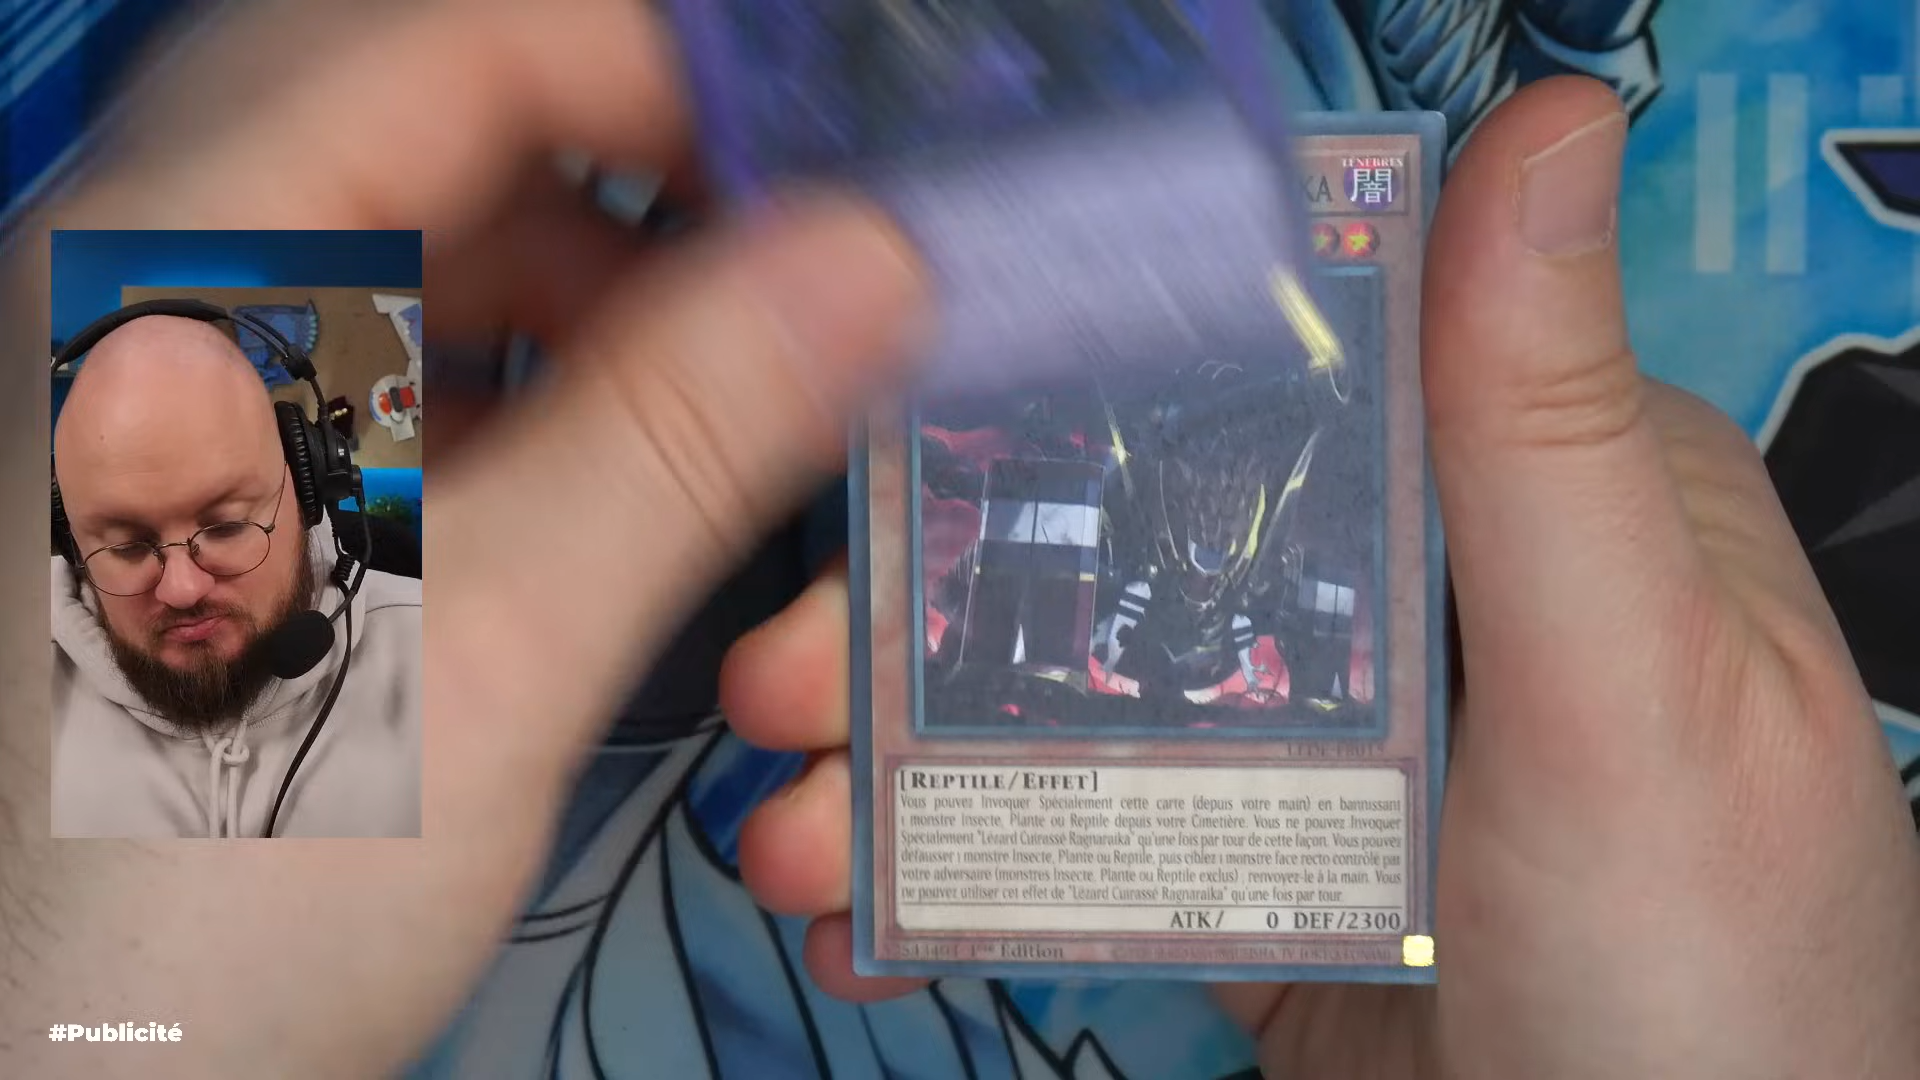 TÉNÈBRES
KA 闇
[REPTILE/EFFET]
Vous pouvez Invoquer Spécialement cette carte (depuis votre main) en bannissant
1 monstre Insecte, Plante ou Reptile depuis votre Cimetière. Vous ne pouvez Invoquer
Spécialement "Lézard Cuirassé Ragnaraika" qu'une fois par tour de cette façon. Vous pouvez
défausser 1 monstre Insecte, Plante ou Reptile, puis ciblez 1 monstre face recto contrôlé par
votre adversaire (monstres Insecte, Plante ou Reptile exclus) ; renvoyez-le à la main. Vous
ne pouvez utiliser cet effet de "Lézard Cuirassé Ragnaraika" qu'une fois par tour.
ATK/ 0 DEF/2300
1ère Édition
#Publicité